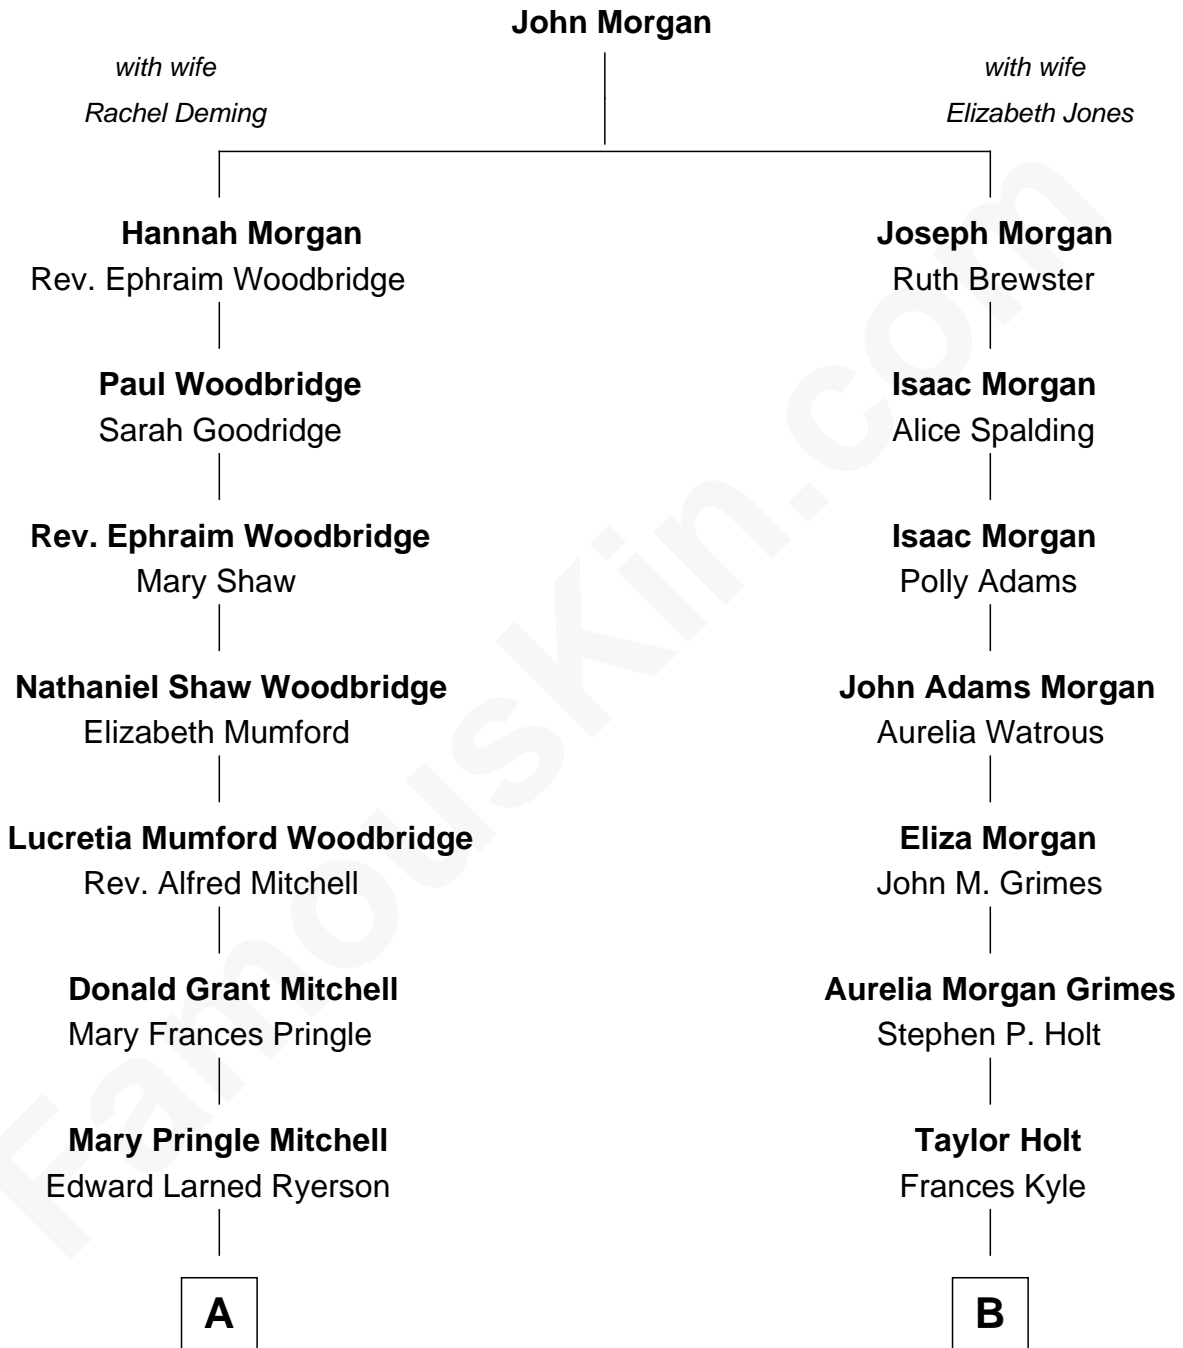 John Morgan
with wife
Rachel Deming
with wife
Elizabeth Jones
Hannah Morgan
Rev. Ephraim Woodbridge
Joseph Morgan
Ruth Brewster
Paul Woodbridge
Sarah Goodridge
Isaac Morgan
Alice Spalding
Rev. Ephraim Woodbridge
Mary Shaw
Isaac Morgan
Polly Adams
Nathaniel Shaw Woodbridge
Elizabeth Mumford
John Adams Morgan
Aurelia Watrous
Lucretia Mumford Woodbridge
Rev. Alfred Mitchell
Eliza Morgan
John M. Grimes
Donald Grant Mitchell
Mary Frances Pringle
Aurelia Morgan Grimes
Stephen P. Holt
Mary Pringle Mitchell
Edward Larned Ryerson
Taylor Holt
Frances Kyle
A
B
FamousKin.com